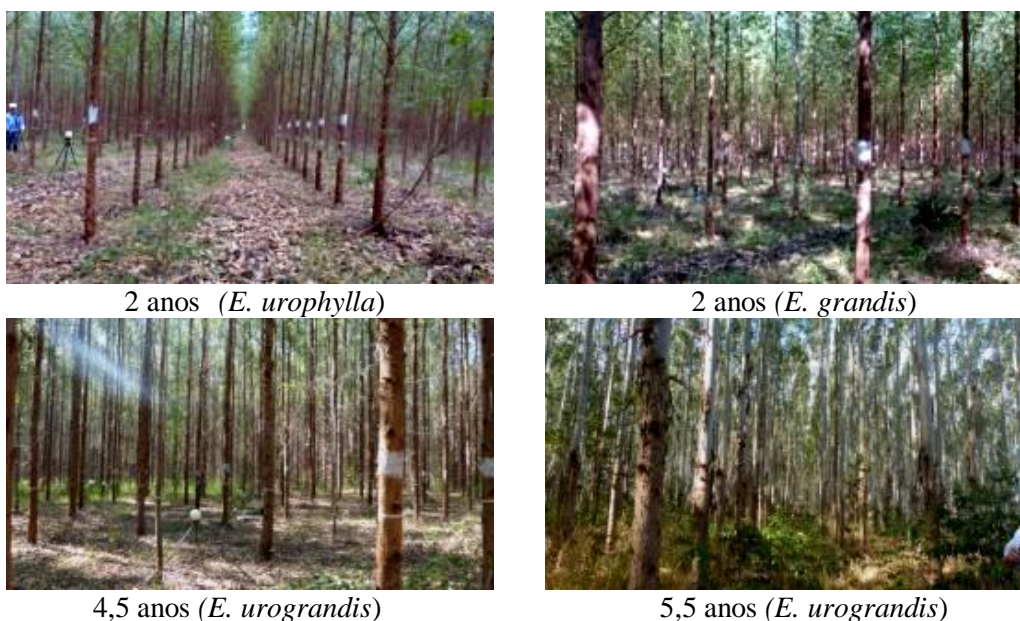 2 anos (E. urophylla)
2 anos (E. grandis)
4,5 anos (E. urograndis)
5,5 anos (E. urograndis)